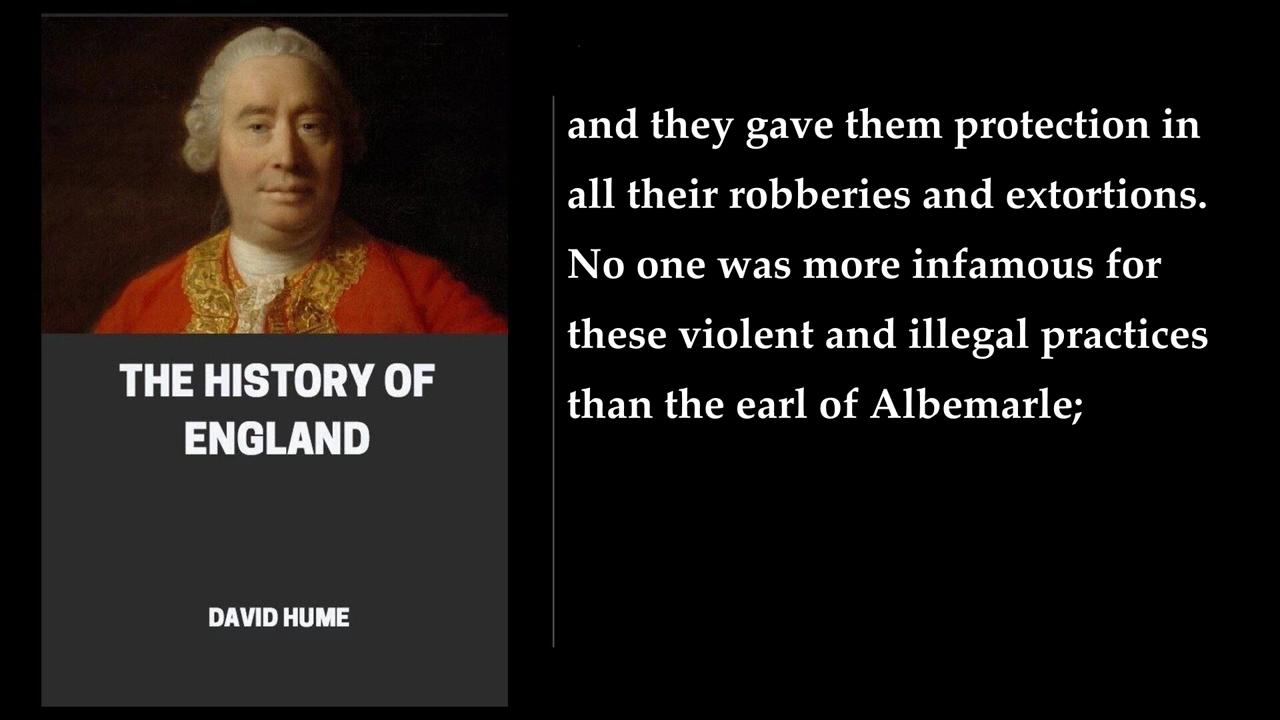 THE HISTORY OF
ENGLAND
DAVID HUME
and they gave them protection in
all their robberies and extortions.
No one was more infamous for
these violent and illegal practices
than the earl of Albemarle;